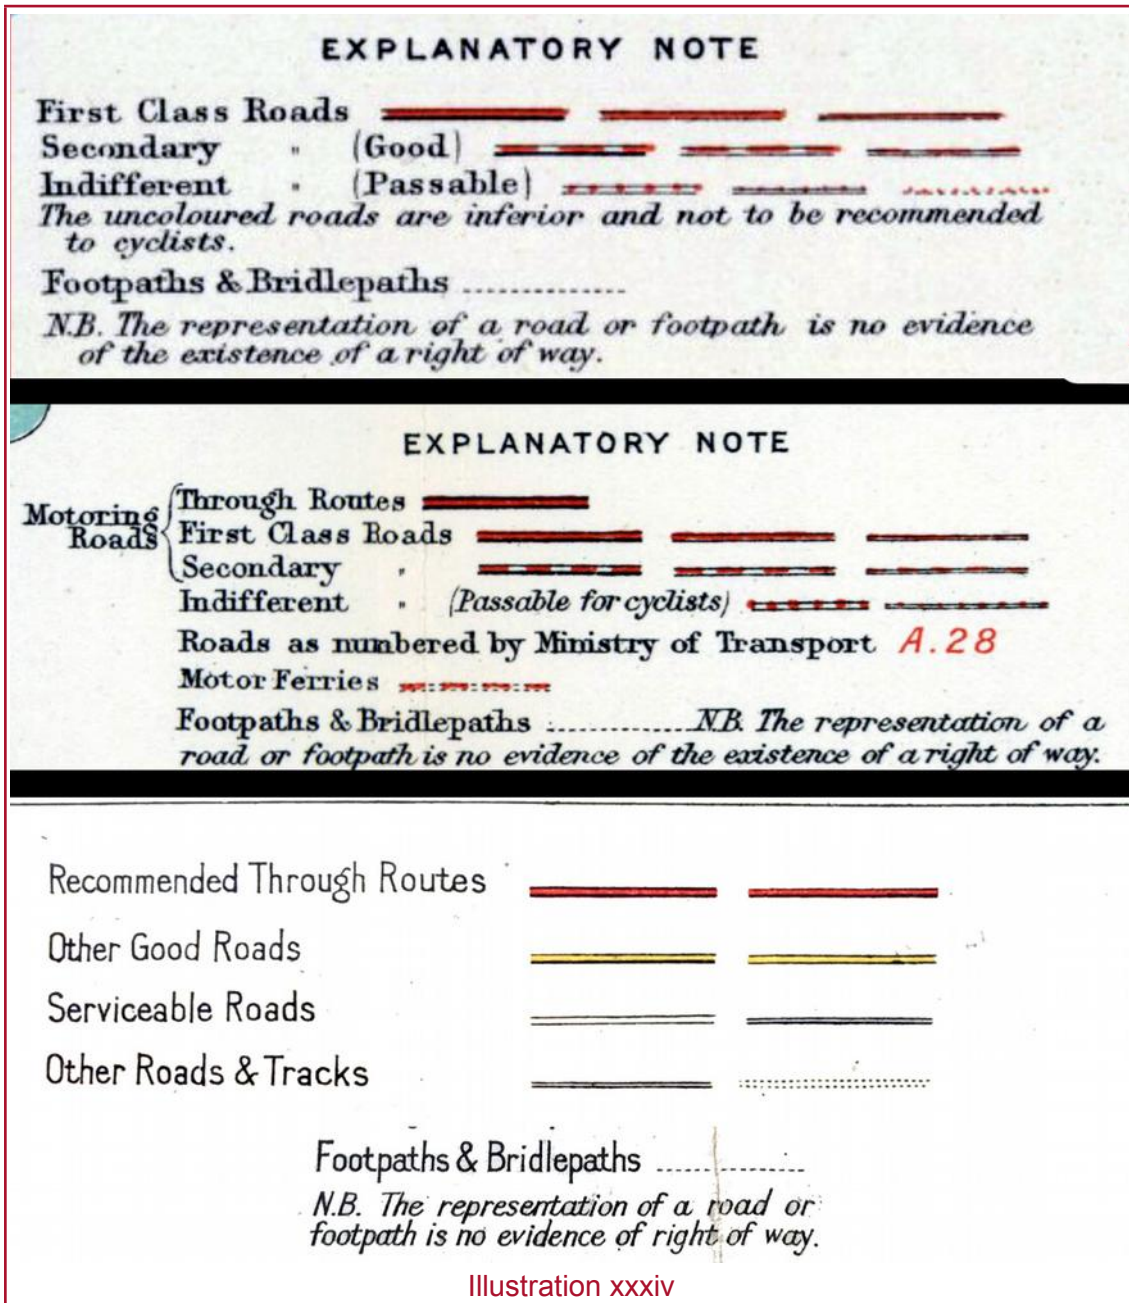 EXPLANATORY NOTE
First Class Roads
Secondary " (Good)
Indifferent " (Passable)
The uncoloured roads are inferior and not to be recommended
to cyclists.
Footpaths & Bridlepaths
N.B. The representation of a road or footpath is no evidence
of the existence of a right of way.
EXPLANATORY NOTE
Motoring Roads
Through Routes
First Class Roads
Secondary "
Indifferent " (Passable for cyclists)
Roads as numbered by Ministry of Transport A.28
Motor Ferries
Footpaths & Bridlepaths N.B. The representation of a
road or footpath is no evidence of the existence of a right of way.
Recommended Through Routes
Other Good Roads
Serviceable Roads
Other Roads & Tracks
Footpaths & Bridlepaths
N.B. The representation of a road or
footpath is no evidence of right of way.
Illustration xxxiv